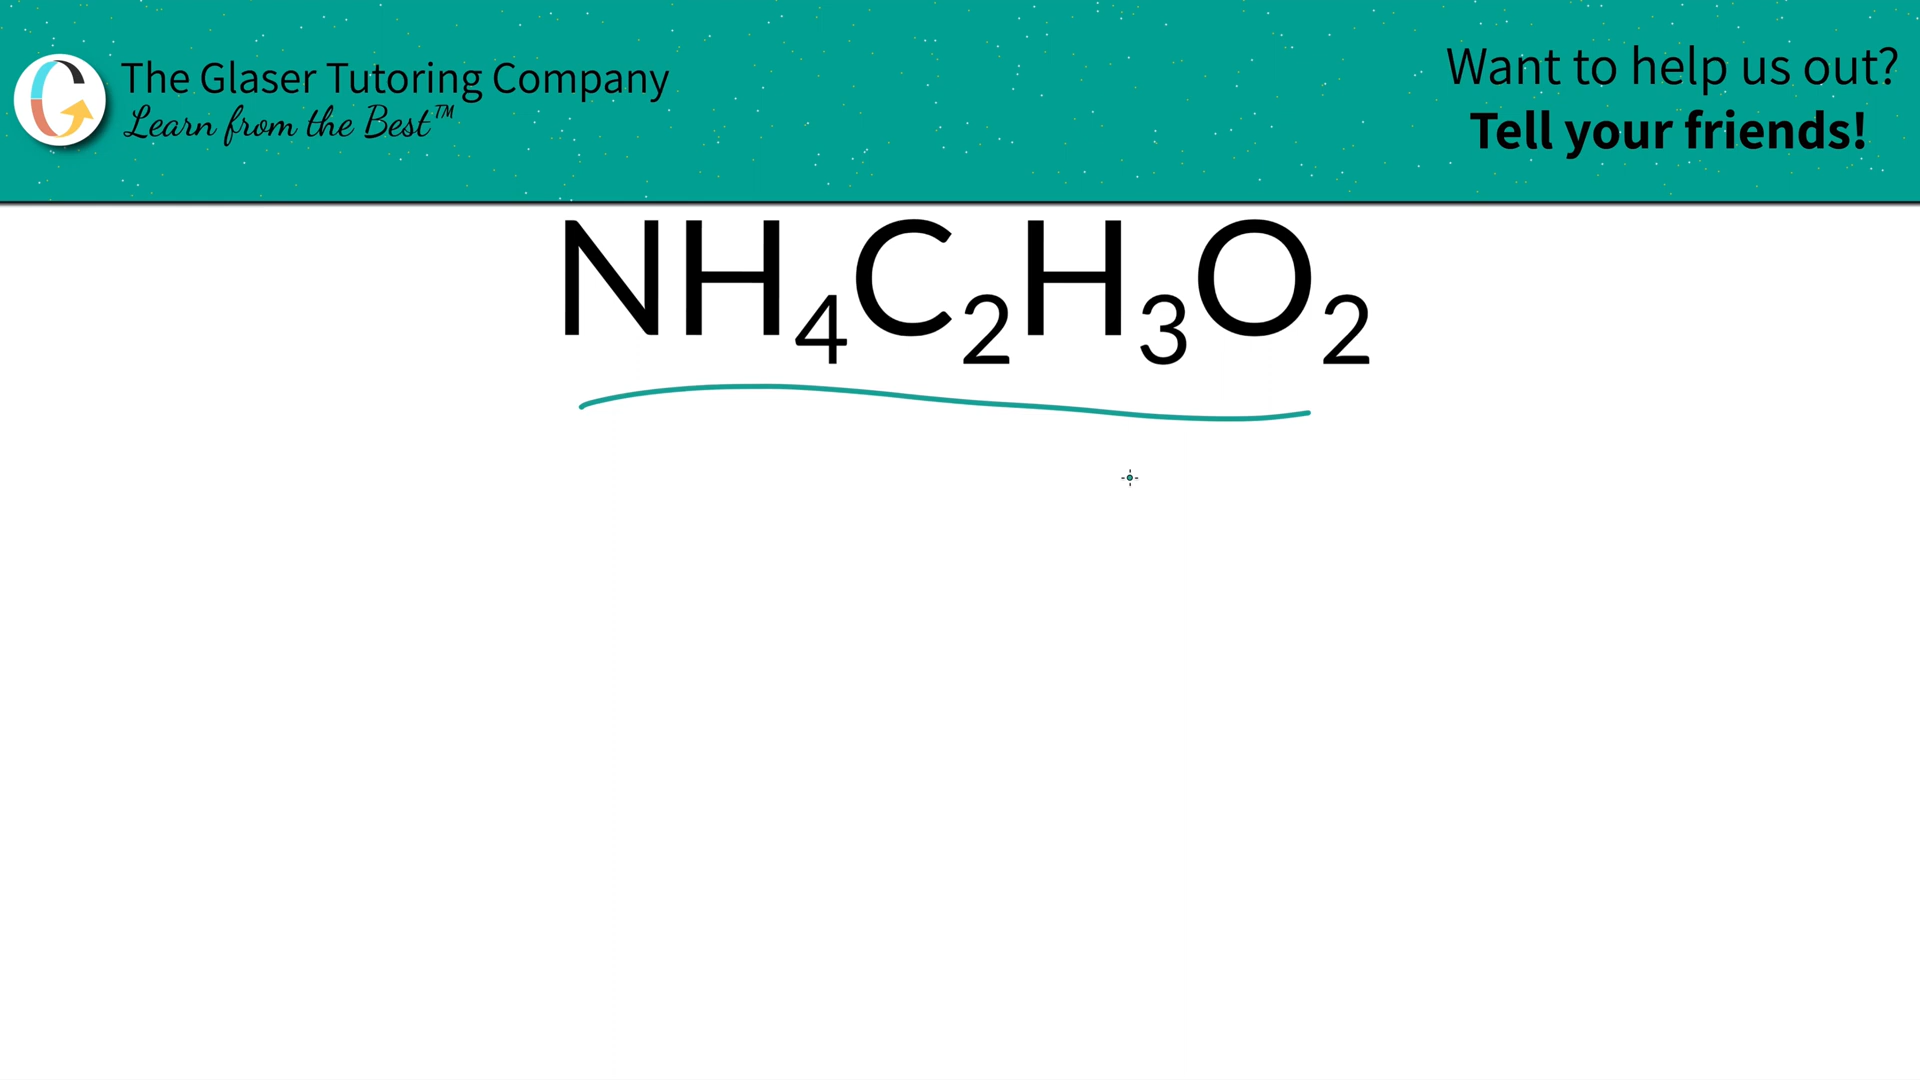 The Glaser Tutoring Company
Learn from the Best™
Want to help us out?
Tell your friends!
NH₄C₂H₃O₂